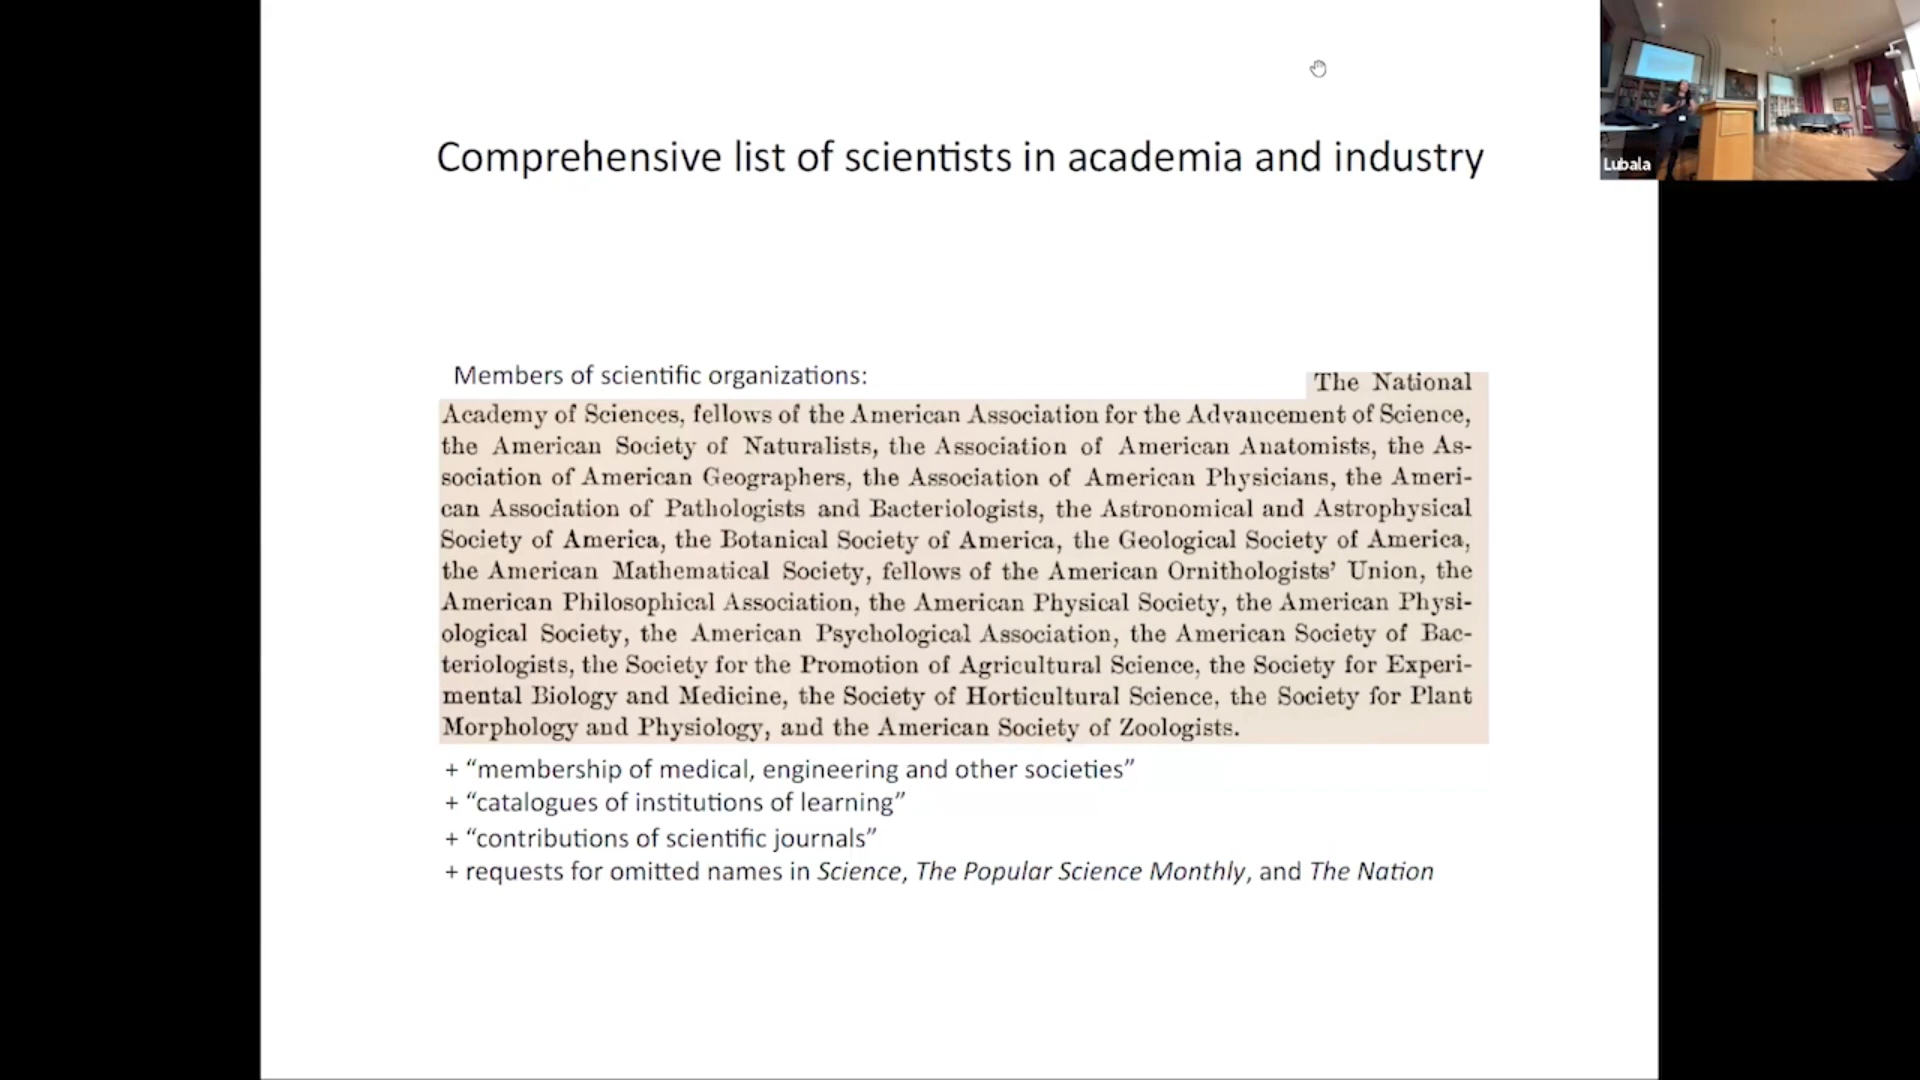 Comprehensive list of scientists in academia and industry
Lubala
Members of scientific organizations:
The National
Academy of Sciences, fellows of the American Association for the Advancement of Science,
the American Society of Naturalists, the Association of American Anatomists, the As-
sociation of American Geographers, the Association of American Physicians, the Ameri-
can Association of Pathologists and Bacteriologists, the Astronomical and Astrophysical
Society of America, the Botanical Society of America, the Geological Society of America,
the American Mathematical Society, fellows of the American Ornithologists' Union, the
American Philosophical Association, the American Physical Society, the American Physi-
ological Society, the American Psychological Association, the American Society of Bac-
teriologists, the Society for the Promotion of Agricultural Science, the Society for Experi-
mental Biology and Medicine, the Society of Horticultural Science, the Society for Plant
Morphology and Physiology, and the American Society of Zoologists.
+ “membership of medical, engineering and other societies”
+ “catalogues of institutions of learning”
+ “contributions of scientific journals”
+ requests for omitted names in Science, The Popular Science Monthly, and The Nation